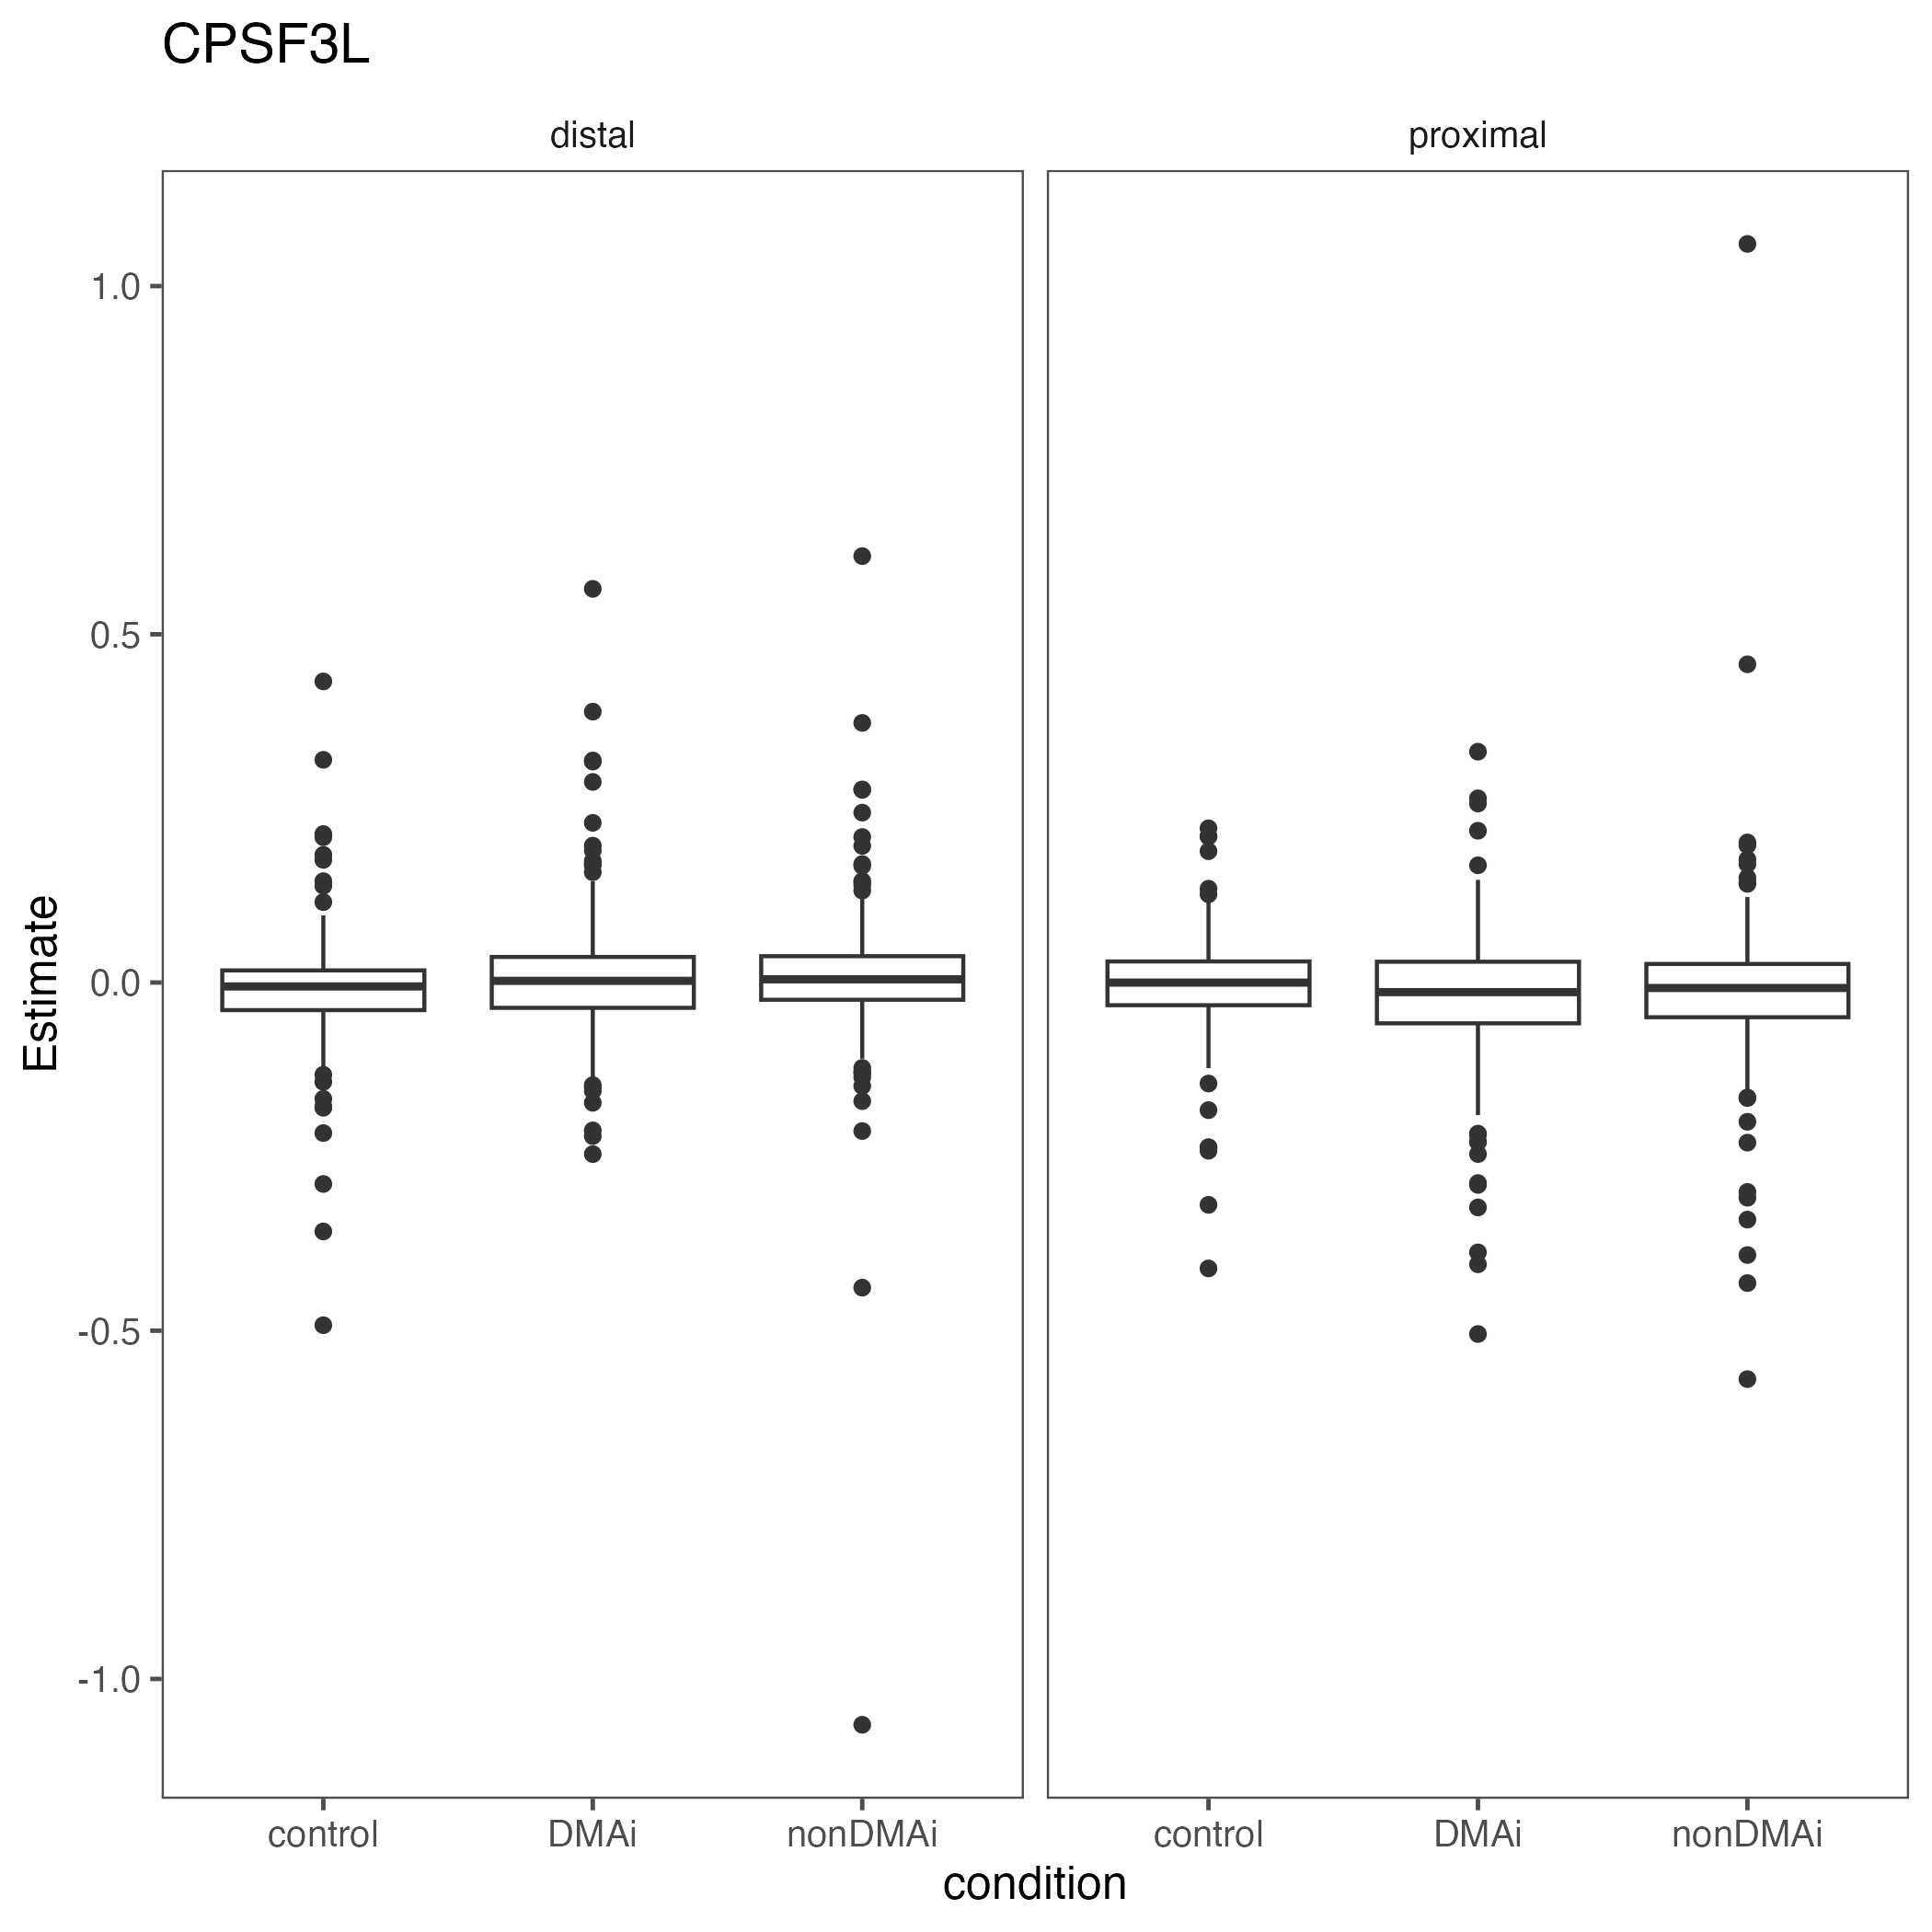 CPSF3L
distal
proximal
1.0
0.5
0.0
-0.5
-1.0
Estimate
control DMAi nonDMAi
control DMAi nonDMAi
condition